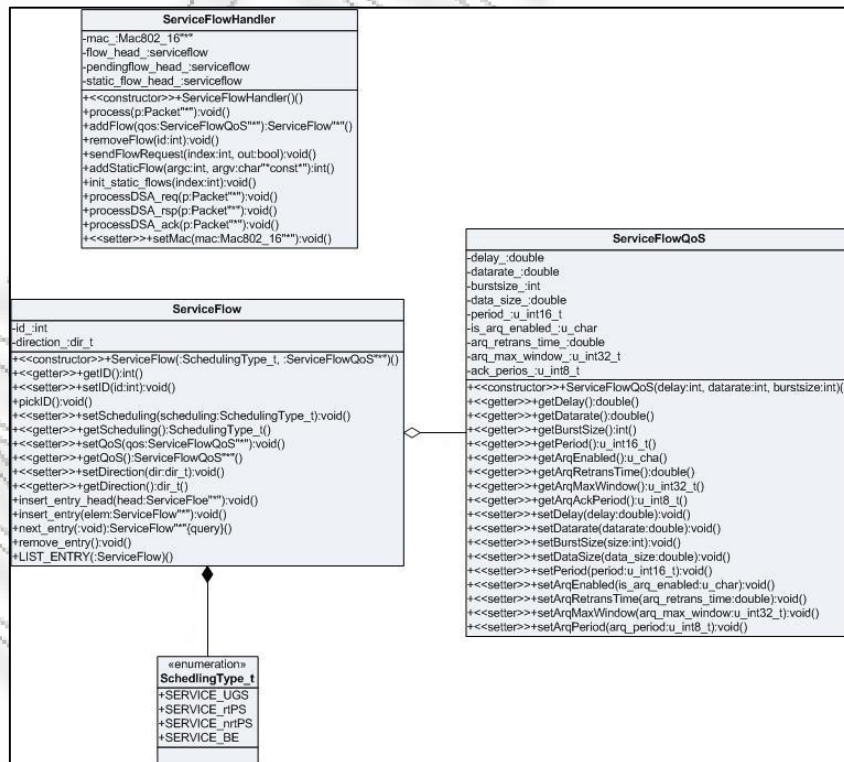 ServiceFlowHandler
-mac_:Mac802_16"*"
-flow_head_:serviceflow
-pendingflow_head_:serviceflow
-static_flow_head_:serviceflow
+<<constructor>>+ServiceFlowHandler()()
+process(p:Packet"*"):void()
+addFlow(qos:ServiceFlowQoS"*"):ServiceFlow"*"()
+removeFlow(id:int):void()
+sendFlowRequest(index:int, out:bool):void()
+addStaticFlow(argc:int, argv:char"*const*"):int()
+init_static_flows(index:int):void()
+processDSA_req(p:Packet"*"):void()
+processDSA_rsp(p:Packet"*"):void()
+processDSA_ack(p:Packet"*"):void()
+<<setter>>+setMac(mac:Mac802_16"*"):void()
ServiceFlow
-id_:int
-direction_:dir_t
+<<constructor>>+ServiceFlow(:SchedulingType_t, :ServiceFlowQoS"*")()
+<<getter>>+getID():int()
+<<setter>>+setID(id:int):void()
+pickID():void()
+<<setter>>+setScheduling(scheduling:SchedulingType_t):void()
+<<getter>>+getScheduling():SchedulingType_t()
+<<setter>>+setQoS(qos:ServiceFlowQoS"*"):void()
+<<getter>>+getQoS():ServiceFlowQoS"*"()
+<<setter>>+setDirection(dir:dir_t):void()
+<<getter>>+getDirection():dir_t()
+insert_entry_head(head:ServiceFloe"*"):void()
+insert_entry(elem:ServiceFlow"*"):void()
+next_entry(:void):ServiceFlow"*"{query}()
+remove_entry():void()
+LIST_ENTRY(:ServiceFlow)()
ServiceFlowQoS
-delay_:double
-datarate_:double
-burstsize_:int
-data_size_:double
-period_:u_int16_t
-is_arq_enabled_:u_char
-arq_retrans_time_:double
-arq_max_window_:u_int32_t
-ack_perios_:u_int8_t
+<<constructor>>+ServiceFlowQoS(delay:int, datarate:int, burstsize:int)()
+<<getter>>+getDelay():double()
+<<getter>>+getDatarate():double()
+<<getter>>+getBurstSize():int()
+<<getter>>+getPeriod():u_int16_t()
+<<getter>>+getArqEnabled():u_cha()
+<<getter>>+getArqRetransTime():double()
+<<getter>>+getArqMaxWindow():u_int32_t()
+<<getter>>+getArqAckPeriod():u_int8_t()
+<<setter>>+setDelay(delay:double):void()
+<<setter>>+setDatarate(datarate:double):void()
+<<setter>>+setBurstSize(size:int):void()
+<<setter>>+setDataSize(data_size:double):void()
+<<setter>>+setPeriod(period:u_int16_t):void()
+<<setter>>+setArqEnabled(is_arq_enabled:u_char):void()
+<<setter>>+setArqRetransTime(arq_retrans_time:double):void()
+<<setter>>+setArqMaxWindow(arq_max_window:u_int32_t):void()
+<<setter>>+setArqPeriod(arq_period:u_int8_t):void()
«enumeration»
SchedlingType_t
+SERVICE_UGS
+SERVICE_rtPS
+SERVICE_nrtPS
+SERVICE_BE